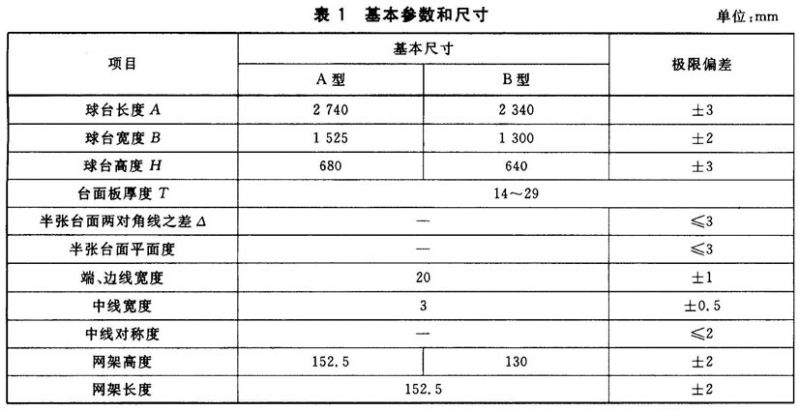 表 1 基本参数和尺寸
单位:mm
项目 基本尺寸 极限偏差
A 型 B 型
球台长度 A 2 740 2 340 ±3
球台宽度 B 1 525 1 300 ±2
球台高度 H 680 640 ±3
台面板厚度 T 14～29
半张台面两对角线之差 Δ — ≤3
半张台面平面度 — ≤3
端、边线宽度 20 ±1
中线宽度 3 ±0.5
中线对称度 — ≤2
网架高度 152.5 130 ±2
网架长度 152.5 ±2